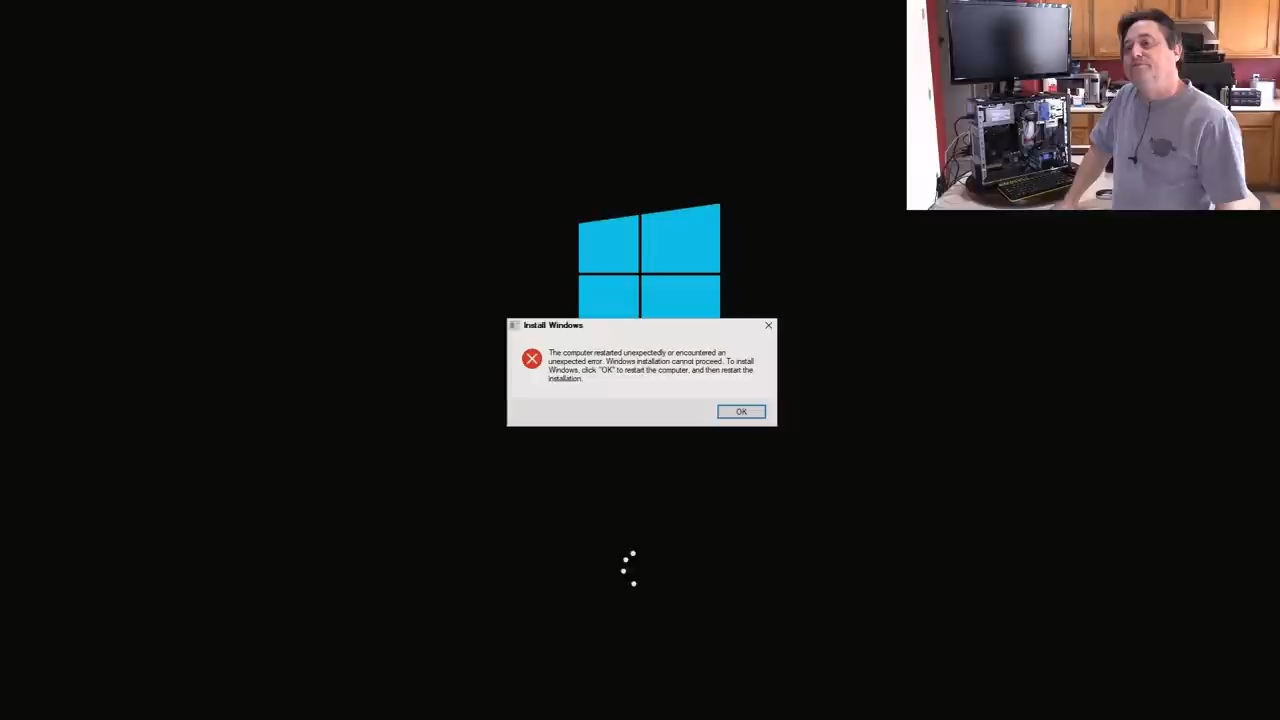 Install Windows
The computer restarted unexpectedly or encountered an
unexpected error. Windows installation cannot proceed. To install
Windows, click "OK" to restart the computer, and then restart the
installation.
OK